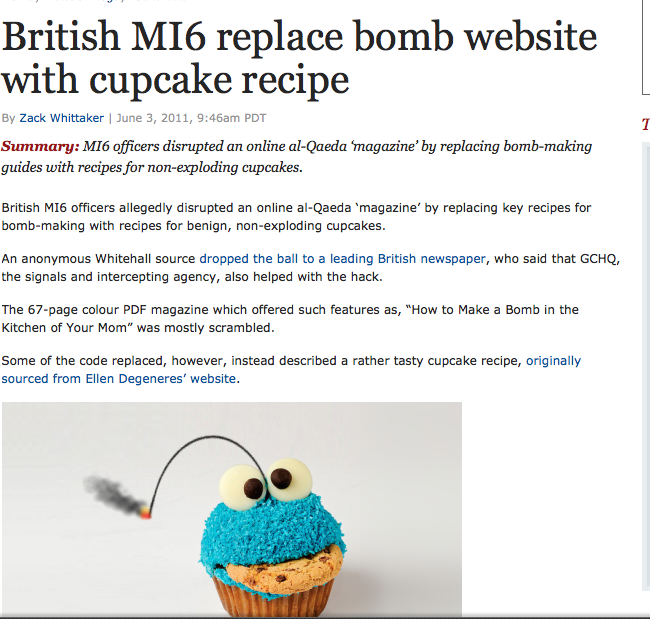 British MI6 replace bomb website
with cupcake recipe
By Zack Whittaker | June 3, 2011, 9:46am PDT
Summary: MI6 officers disrupted an online al-Qaeda ‘magazine’ by replacing bomb-making
guides with recipes for non-exploding cupcakes.
British MI6 officers allegedly disrupted an online al-Qaeda ‘magazine’ by replacing key recipes for
bomb-making with recipes for benign, non-exploding cupcakes.
An anonymous Whitehall source dropped the ball to a leading British newspaper, who said that GCHQ,
the signals and intercepting agency, also helped with the hack.
The 67-page colour PDF magazine which offered such features as, “How to Make a Bomb in the
Kitchen of Your Mom” was mostly scrambled.
Some of the code replaced, however, instead described a rather tasty cupcake recipe, originally
sourced from Ellen Degeneres’ website.